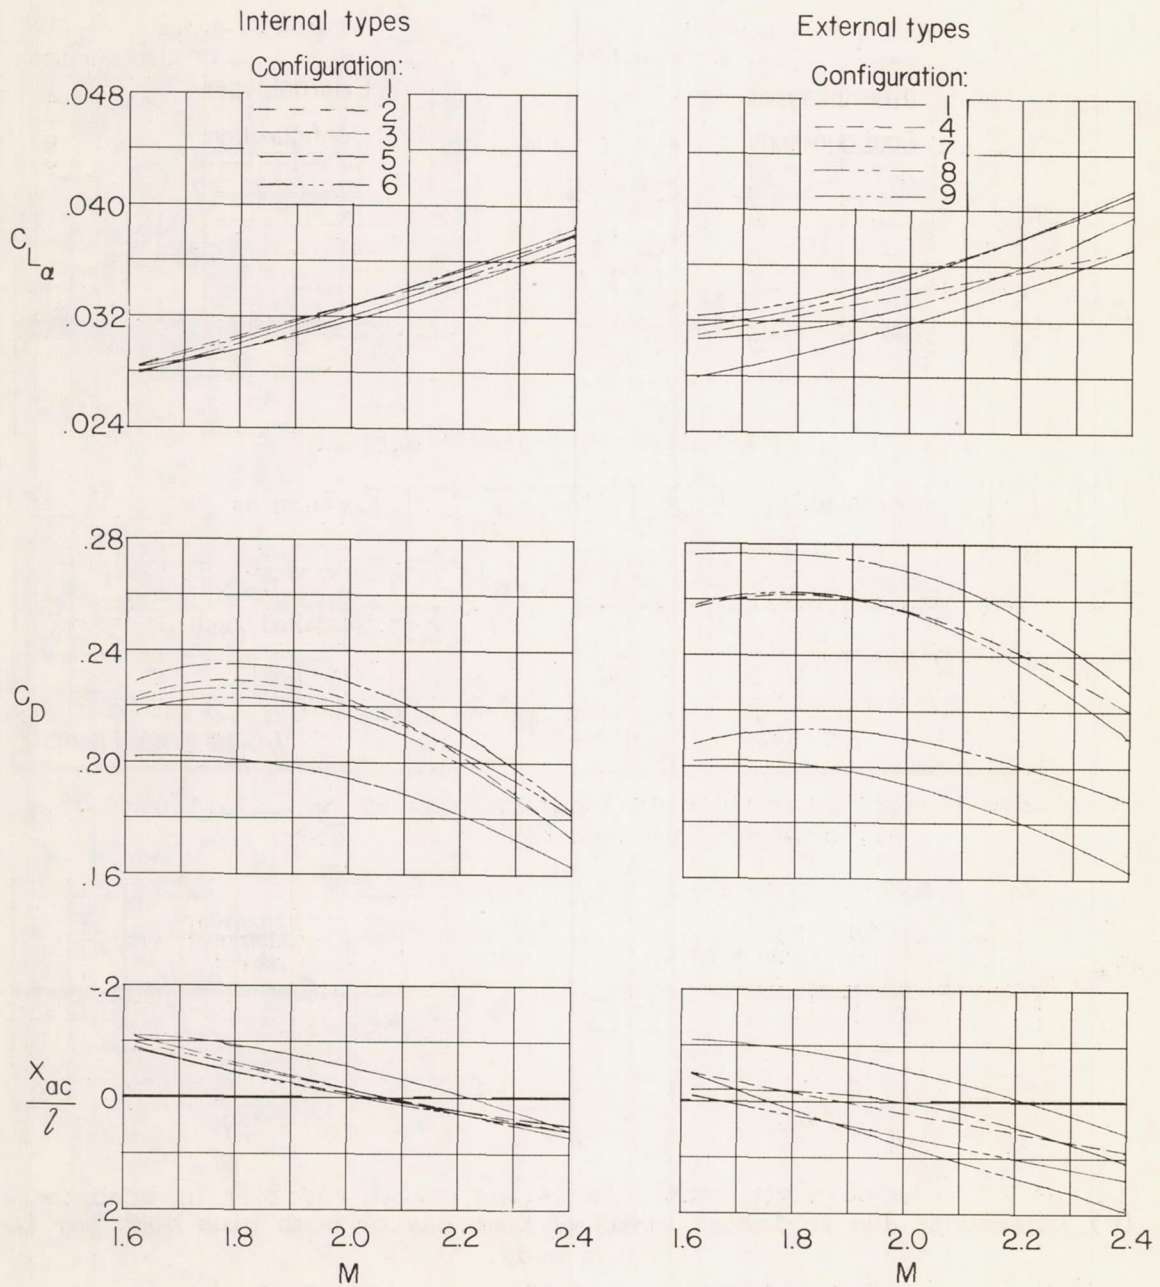 Internal types
Configuration:
1
2
3
5
6
.048
.040
.032
.024
C_Lα
External types
Configuration:
1
4
7
8
9
.28
.24
.20
.16
C_D
-.2
0
.2
x_ac
l
1.6 1.8 2.0 2.2 2.4
M
1.6 1.8 2.0 2.2 2.4
M